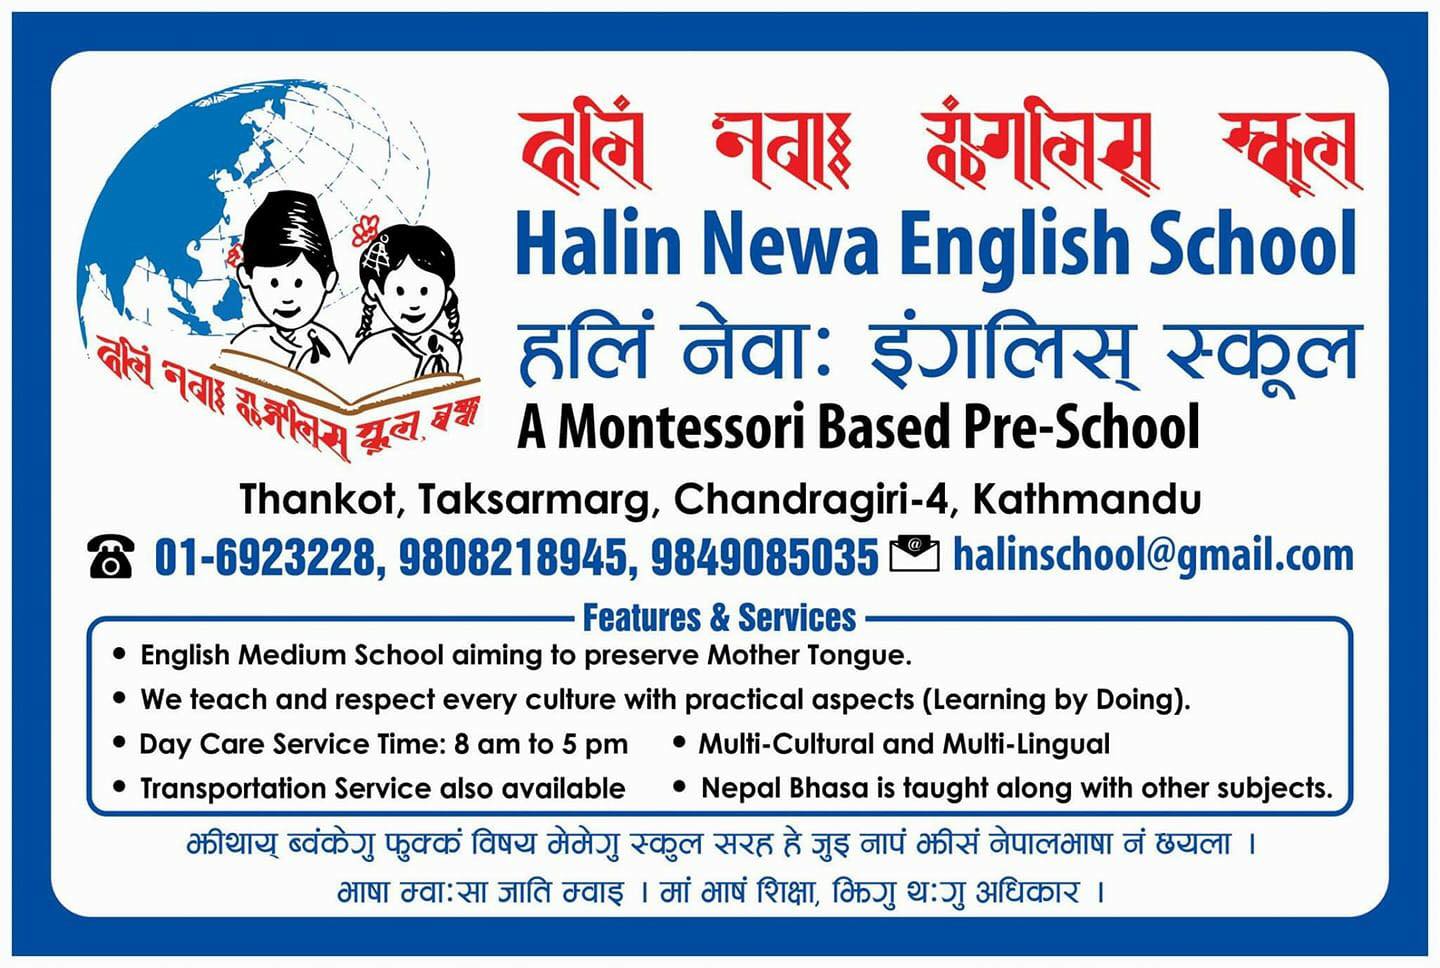 𑐴𑐮𑐶𑑄 𑐣𑐾𑐰𑐵𑑅 𑐂𑑄𑐐𑐮𑐶𑐳𑑂 𑐳𑑂𑐎𑐹𑐮
Halin Newa English School
हलिं नेवाः इंगलिस् स्कूल
A Montessori Based Pre-School
Thankot, Taksarmarg, Chandragiri-4, Kathmandu
01-6923228, 9808218945, 9849085035 halinschool@gmail.com
Features & Services
• English Medium School aiming to preserve Mother Tongue.
• We teach and respect every culture with practical aspects (Learning by Doing).
• Day Care Service Time: 8 am to 5 pm • Multi-Cultural and Multi-Lingual
• Transportation Service also available • Nepal Bhasa is taught along with other subjects.
झीथाय् ब्वंकेगु फुक्कं विषय मेमेगु स्कुल सरह हे जुइ नापं झीसं नेपालभाषा नं छ्यला ।
भाषा म्वाःसा जाति म्वाइ । मां भाषं शिक्षा, झिगु थःगु अधिकार ।